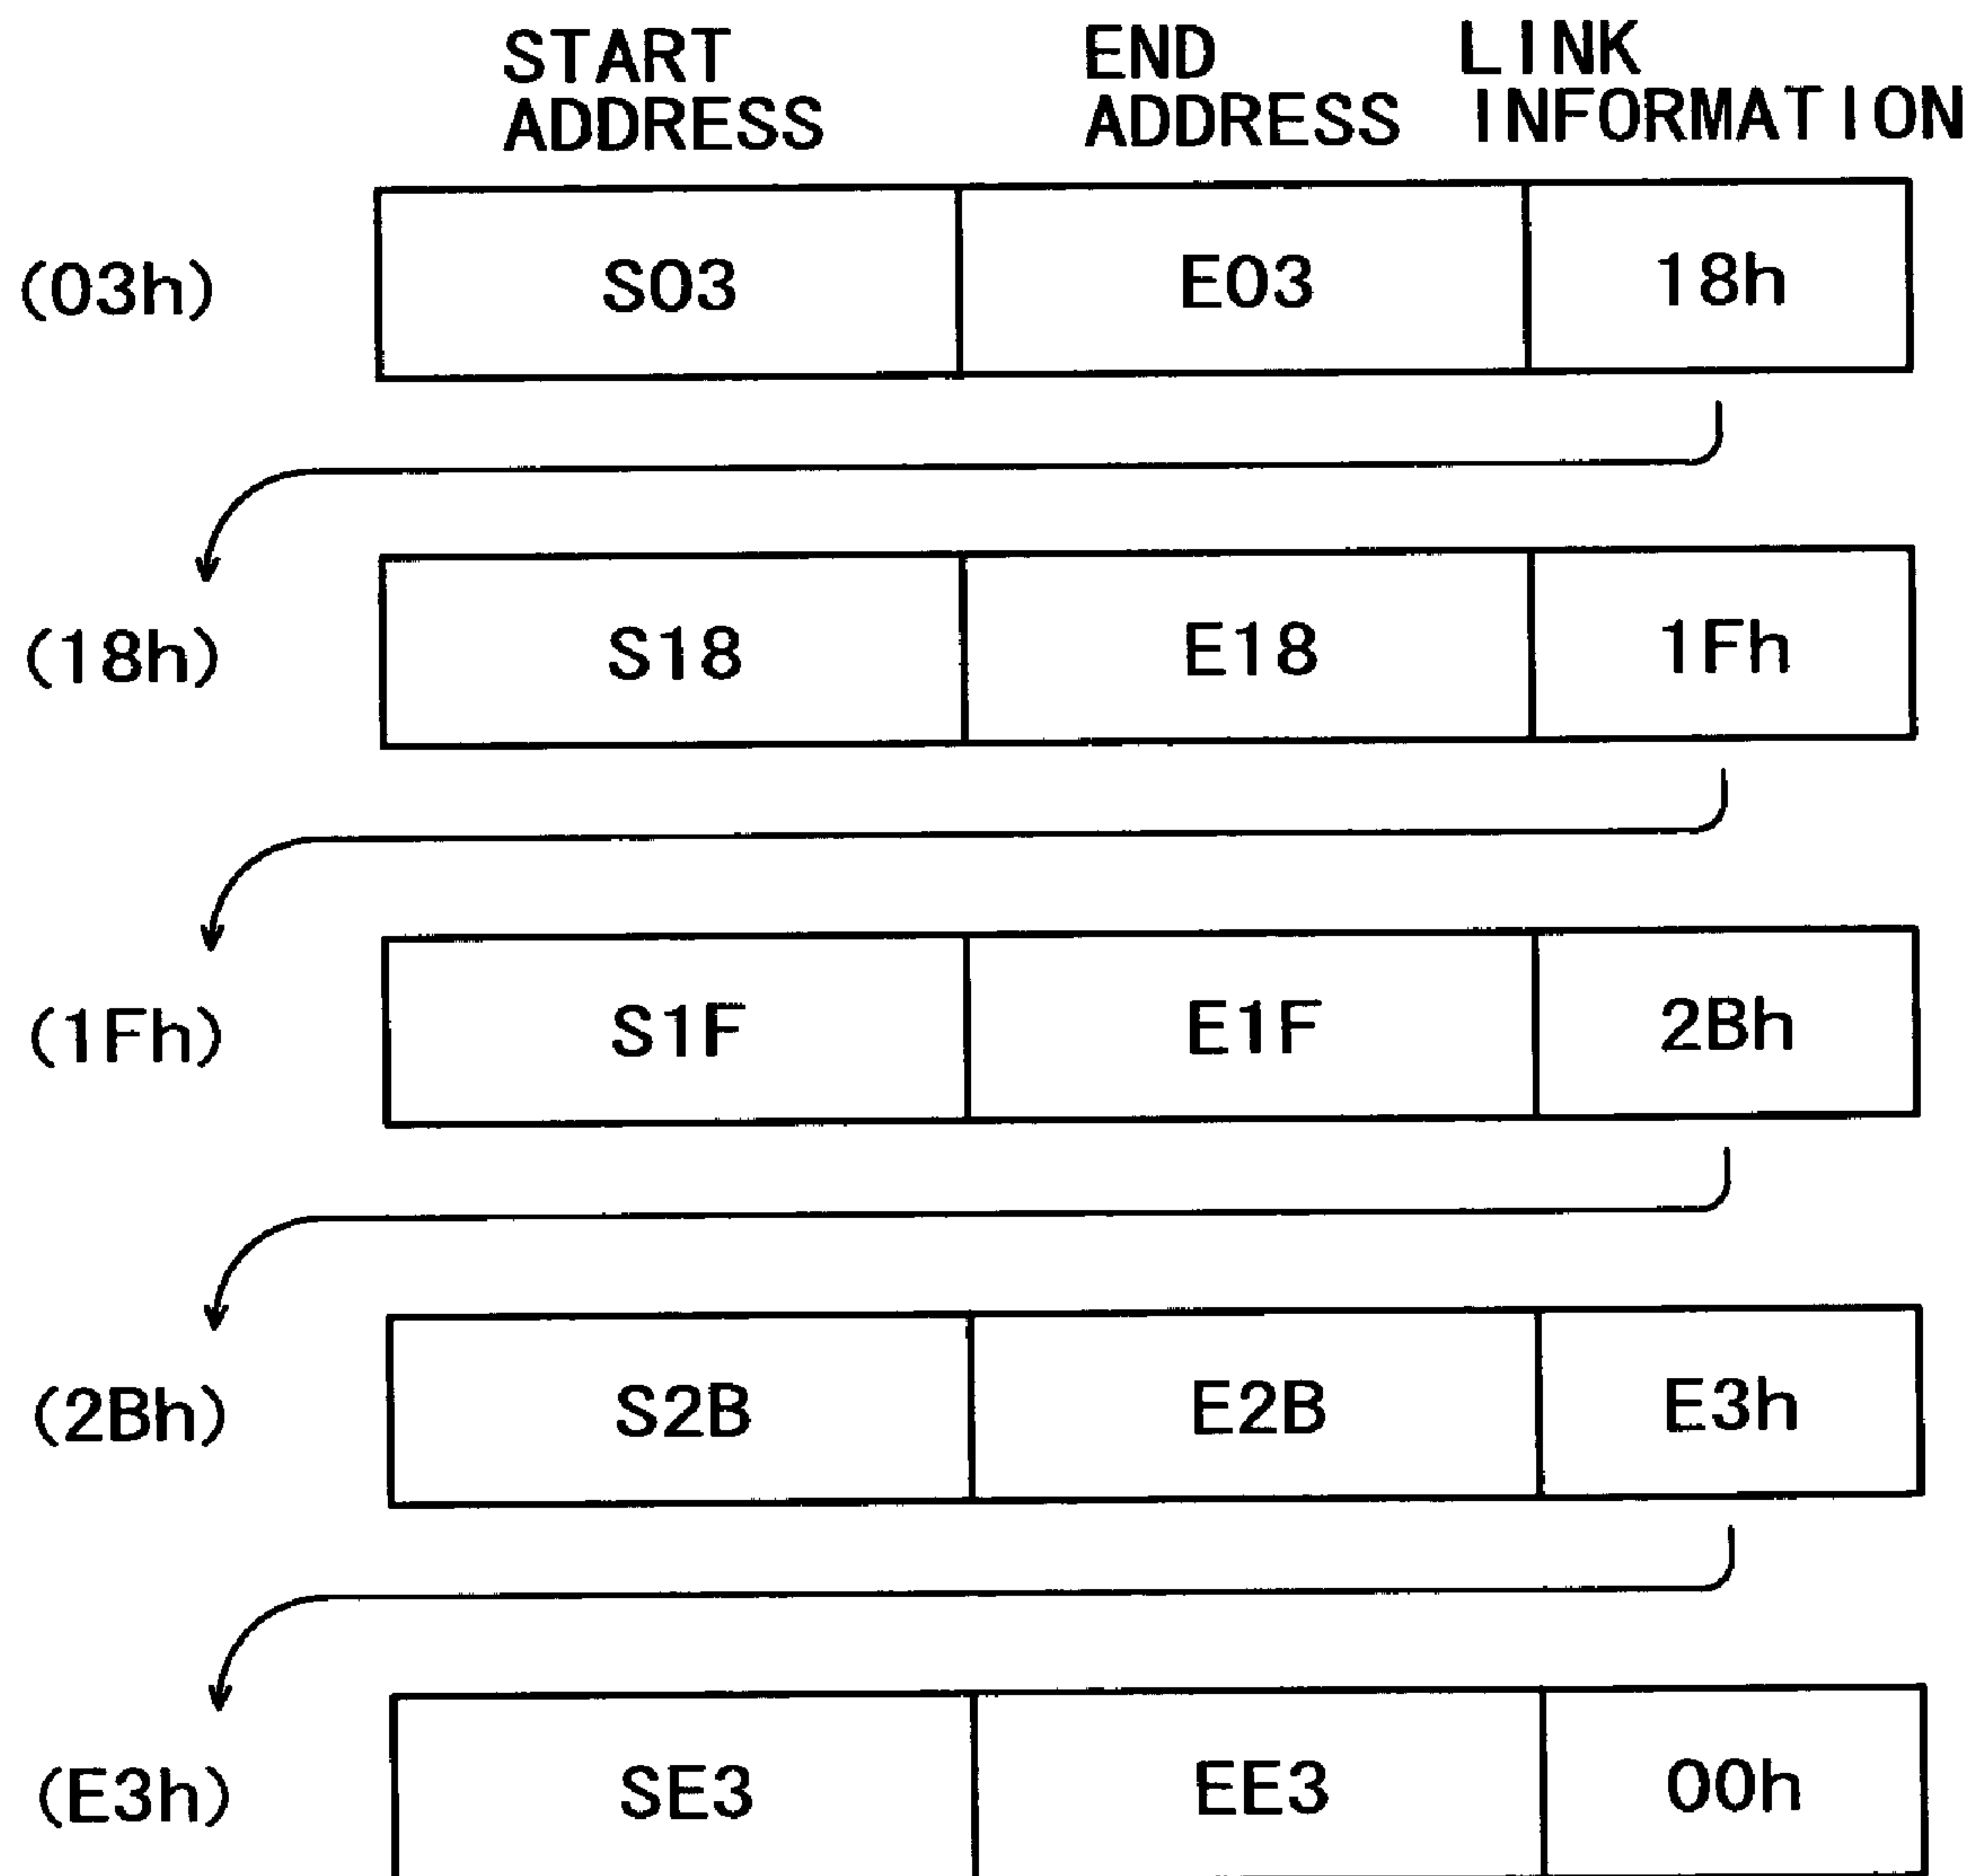 START END LINK
ADDRESS ADDRESS INFORMATION
(03h) S03 E03 18h
(18h) S18 E18 1Fh
(1Fh) S1F E1F 2Bh
(2Bh) S2B E2B E3h
(E3h) SE3 EE3 00h